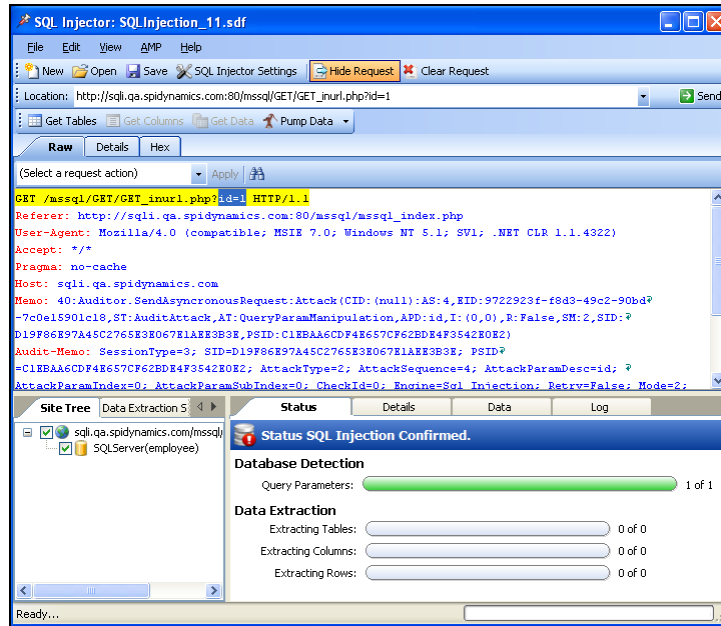 SQL Injector: SQLInjection_11.sdf
File Edit View AMP Help
New Open Save SQL Injector Settings Hide Request Clear Request
Location: http://sqli.qa.spidynamics.com:80/mssql/GET/GET_inurl.php?id=1 Send
Get Tables Get Columns Get Data Pump Data
Raw Details Hex
(Select a request action) Apply
GET /mssql/GET/GET_inurl.php?id=1 HTTP/1.1
Referer: http://sqli.qa.spidynamics.com:80/mssql/mssql_index.php
User-Agent: Mozilla/4.0 (compatible; MSIE 7.0; Windows NT 5.1; SV1; .NET CLR 1.1.4322)
Accept: */*
Pragma: no-cache
Host: sqli.qa.spidynamics.com
Memo: 40:Auditor.SendAsyncronousRequest:Attack(CID:(null):AS:4,EID:9722923f-f8d3-49c2-90bd
-7c0e15901c18,ST:AuditAttack,AT:QueryParamManipulation,APD:id,I:(0,0),R:False,SM:2,SID:
D19F86E97A45C2765E3E067E1AEE3B3E,PSID:C1EBAA6CDF4E657CF62BDE4F3542E0E2)
Audit-Memo: SessionType=3; SID=D19F86E97A45C2765E3E067E1AEE3B3E; PSID
=C1EBAA6CDF4E657CF62BDE4F3542E0E2; AttackType=2; AttackSequence=4; AttackParamDesc=id;
AttackParamIndex=0; AttackParamSubIndex=0; CheckId=0; Engine=Sql Injection; Retry=False; Mode=2;
Site Tree Data Extraction S Status Details Data Log
sqli.qa.spidynamics.com/mssql/
SQLServer(employee)
Status SQL Injection Confirmed.
Database Detection
Query Parameters: 1 of 1
Data Extraction
Extracting Tables: 0 of 0
Extracting Columns: 0 of 0
Extracting Rows: 0 of 0
Ready...